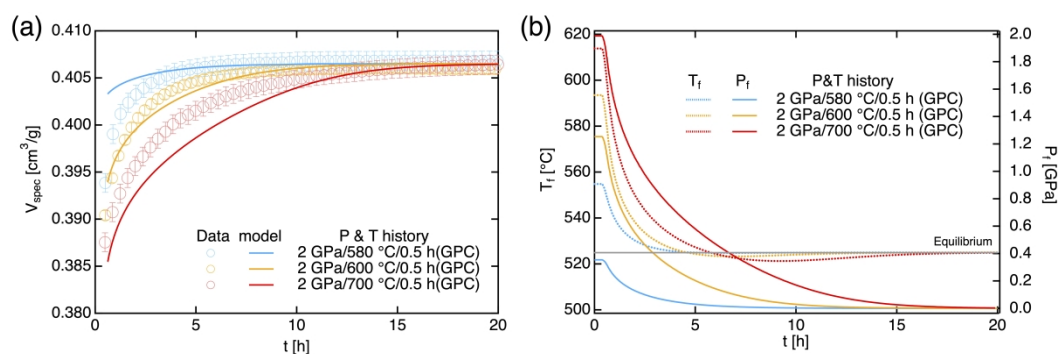 (a)
0.410
0.405
0.400
0.395
0.390
0.385
0.380
V_spec [cm³/g]
Data model P & T history
2 GPa/580 °C/0.5 h(GPC)
2 GPa/600 °C/0.5 h(GPC)
2 GPa/700 °C/0.5 h(GPC)
0 5 10 15 20
t [h]
(b)
620
600
580
560
540
520
500
T_f [°C]
T_f P_f P&T history
2 GPa/580 °C/0.5 h (GPC)
2 GPa/600 °C/0.5 h (GPC)
2 GPa/700 °C/0.5 h (GPC)
Equilibrium
2.0
1.8
1.6
1.4
1.2
1.0
0.8
0.6
0.4
0.2
0.0
P_f [GPa]
0 5 10 15 20
t [h]